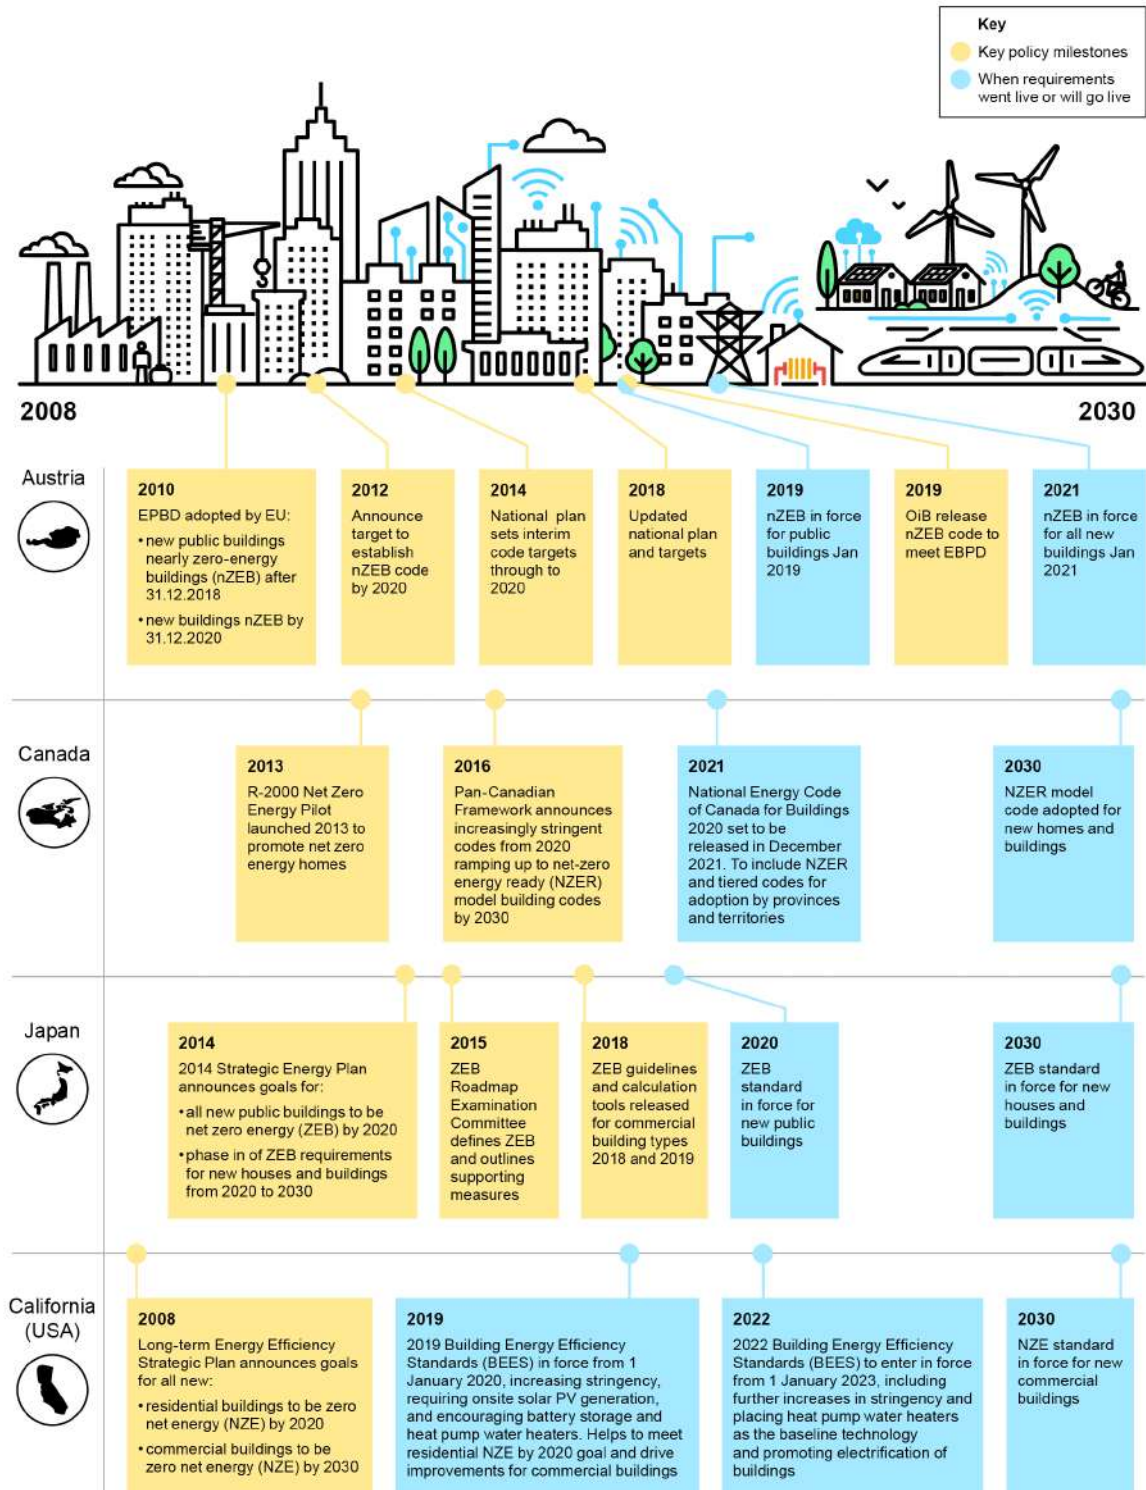 Key
Key policy milestones
When requirements
went live or will go live
2008
2030
Austria
2010
EPBD adopted by EU:
• new public buildings
nearly zero-energy
buildings (nZEB) after
31.12.2018
• new buildings nZEB by
31.12.2020
2012
Announce
target to
establish
nZEB code
by 2020
2014
National plan
sets interim
code targets
through to
2020
2018
Updated
national plan
and targets
2019
nZEB in force
for public
buildings Jan
2019
2019
OiB release
nZEB code to
meet EBPD
2021
nZEB in force
for all new
buildings Jan
2021
Canada
2013
R-2000 Net Zero
Energy Pilot
launched 2013 to
promote net zero
energy homes
2016
Pan-Canadian
Framework announces
increasingly stringent
codes from 2020
ramping up to net-zero
energy ready (NZER)
model building codes
by 2030
2021
National Energy Code
of Canada for Buildings
2020 set to be
released in December
2021. To include NZER
and tiered codes for
adoption by provinces
and territories
2030
NZER model
code adopted for
new homes and
buildings
Japan
2014
2014 Strategic Energy Plan
announces goals for:
• all new public buildings to be
net zero energy (ZEB) by 2020
• phase in of ZEB requirements
for new houses and buildings
from 2020 to 2030
2015
ZEB
Roadmap
Examination
Committee
defines ZEB
and outlines
supporting
measures
2018
ZEB guidelines
and calculation
tools released
for commercial
building types
2018 and 2019
2020
ZEB
standard
in force for
new public
buildings
2030
ZEB standard
in force for new
houses and
buildings
California
(USA)
2008
Long-term Energy Efficiency
Strategic Plan announces goals
for all new:
• residential buildings to be zero
net energy (NZE) by 2020
• commercial buildings to be
zero net energy (NZE) by 2030
2019
2019 Building Energy Efficiency
Standards (BEES) in force from 1
January 2020, increasing stringency,
requiring onsite solar PV generation,
and encouraging battery storage and
heat pump water heaters. Helps to meet
residential NZE by 2020 goal and drive
improvements for commercial buildings
2022
2022 Building Energy Efficiency
Standards (BEES) to enter in force
from 1 January 2023, including
further increases in stringency and
placing heat pump water heaters
as the baseline technology
and promoting electrification of
buildings
2030
NZE standard
in force for new
commercial
buildings